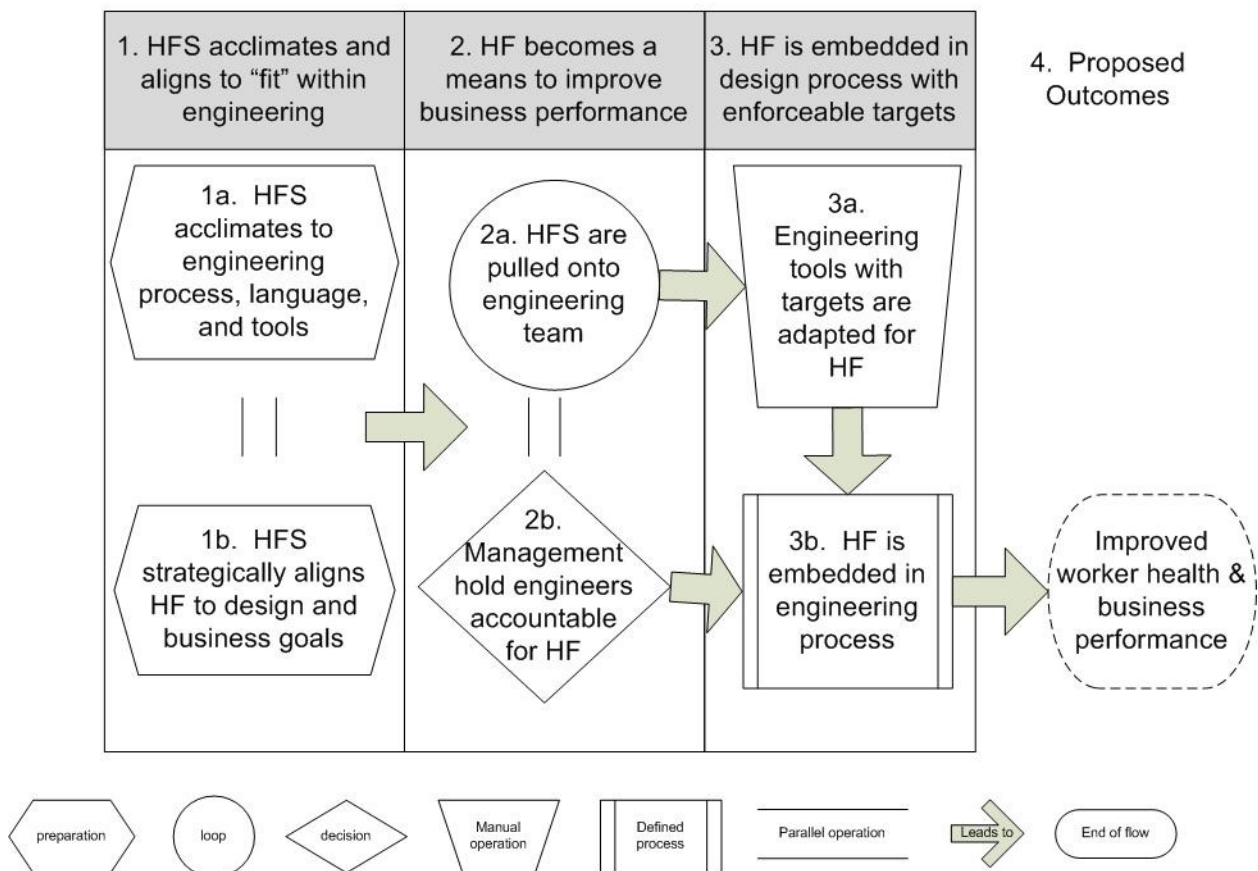 1. HFS acclimates and
aligns to “fit” within
engineering
2. HF becomes a
means to improve
business performance
3. HF is embedded in
design process with
enforceable targets
4. Proposed
Outcomes
1a. HFS
acclimates to
engineering
process, language,
and tools
1b. HFS
strategically aligns
HF to design and
business goals
2a. HFS are
pulled onto
engineering
team
2b.
Management
hold engineers
accountable
for HF
3a.
Engineering
tools with
targets are
adapted for
HF
3b. HF is
embedded in
engineering
process
Improved
worker health &
business
performance
preparation
loop
decision
Manual
operation
Defined
process
Parallel operation
Leads to
End of flow